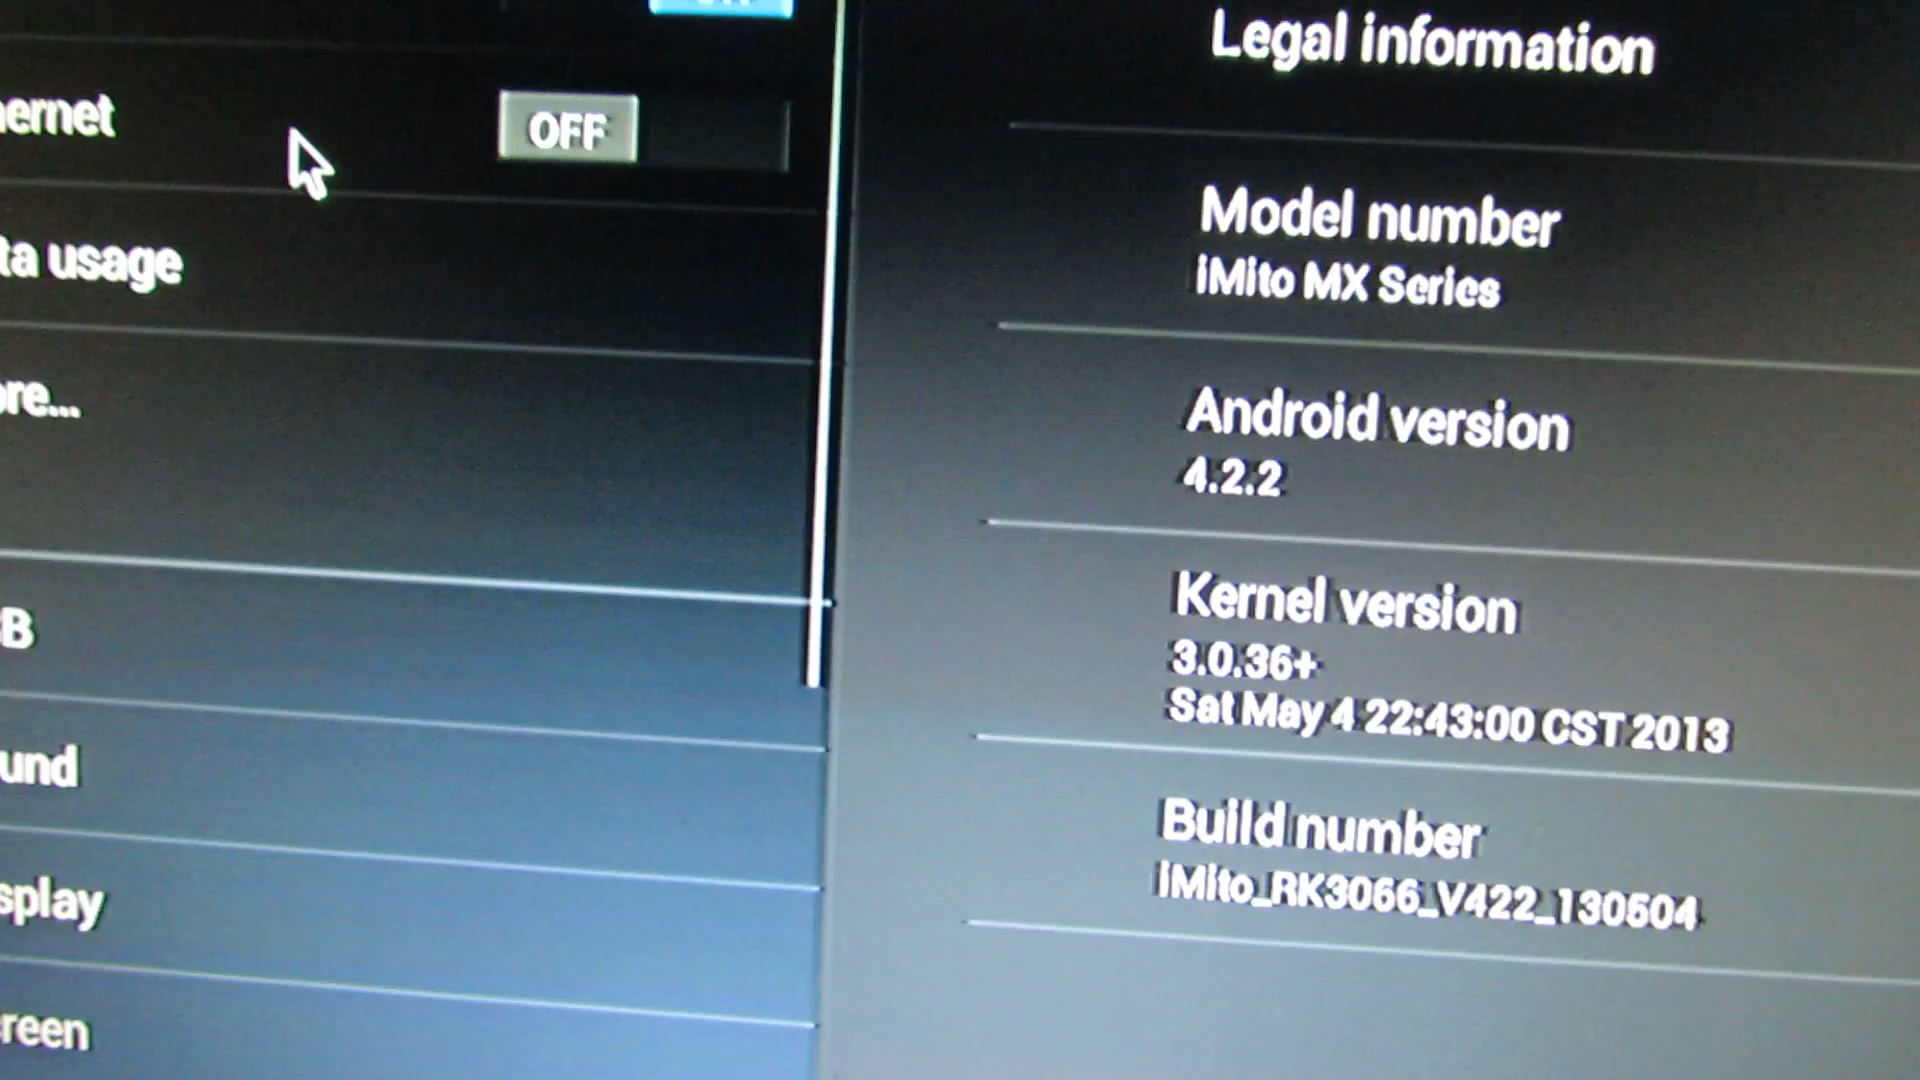 ernet
OFF
ta usage
re...
B
und
splay
reen
Legal information
Model number
iMito MX Series
Android version
4.2.2
Kernel version
3.0.36+
Sat May 4 22:43:00 CST 2013
Build number
iMito_RK3066_V422_130504